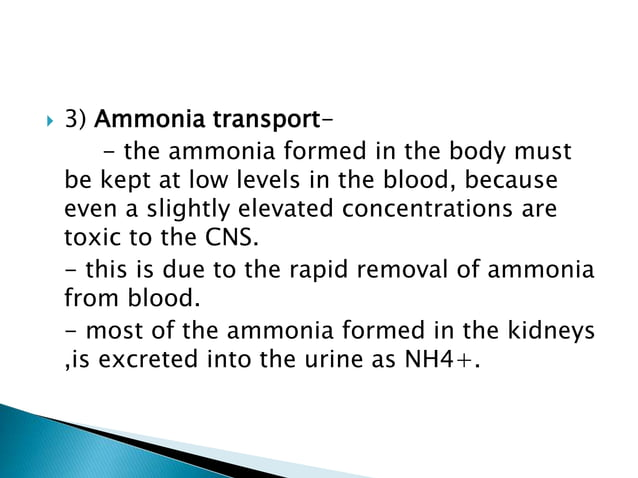 3) Ammonia transport-
- the ammonia formed in the body must
be kept at low levels in the blood, because
even a slightly elevated concentrations are
toxic to the CNS.
- this is due to the rapid removal of ammonia
from blood.
- most of the ammonia formed in the kidneys
,is excreted into the urine as NH4+.